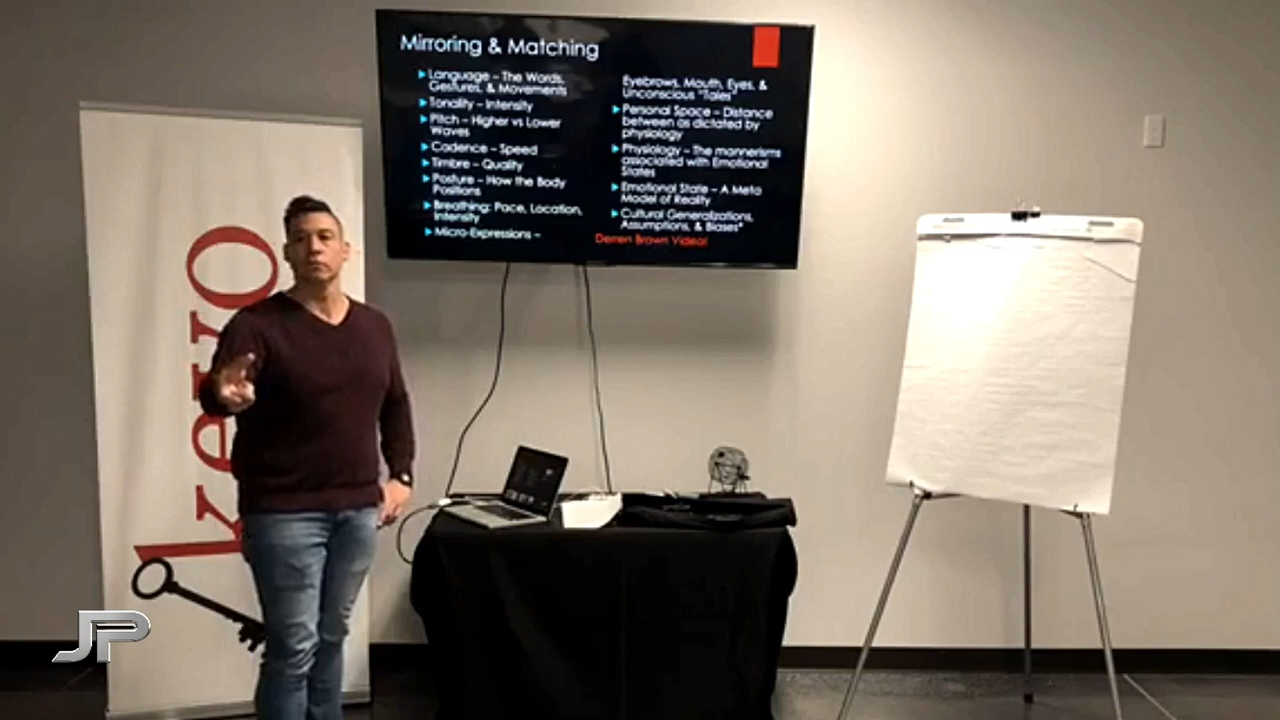 Mirroring & Matching
Language – The Words,
Gestures, & Movements
Tonality – Intensity
Pitch – Higher vs Lower
Waves
Cadence – Speed
Timbre – Quality
Posture – How the Body
Positions
Breathing: Pace, Location,
Intensity
Micro-Expressions –
Eyebrows, Mouth, Eyes, &
Unconscious "Tales"
Personal Space – Distance
between as dictated by
physiology
Physiology – The mannerisms
associated with Emotional
States
Emotional State – A Meta
Model of Reality
Cultural Generalizations,
Assumptions, & Biases*
Derren Brown Video!
JP